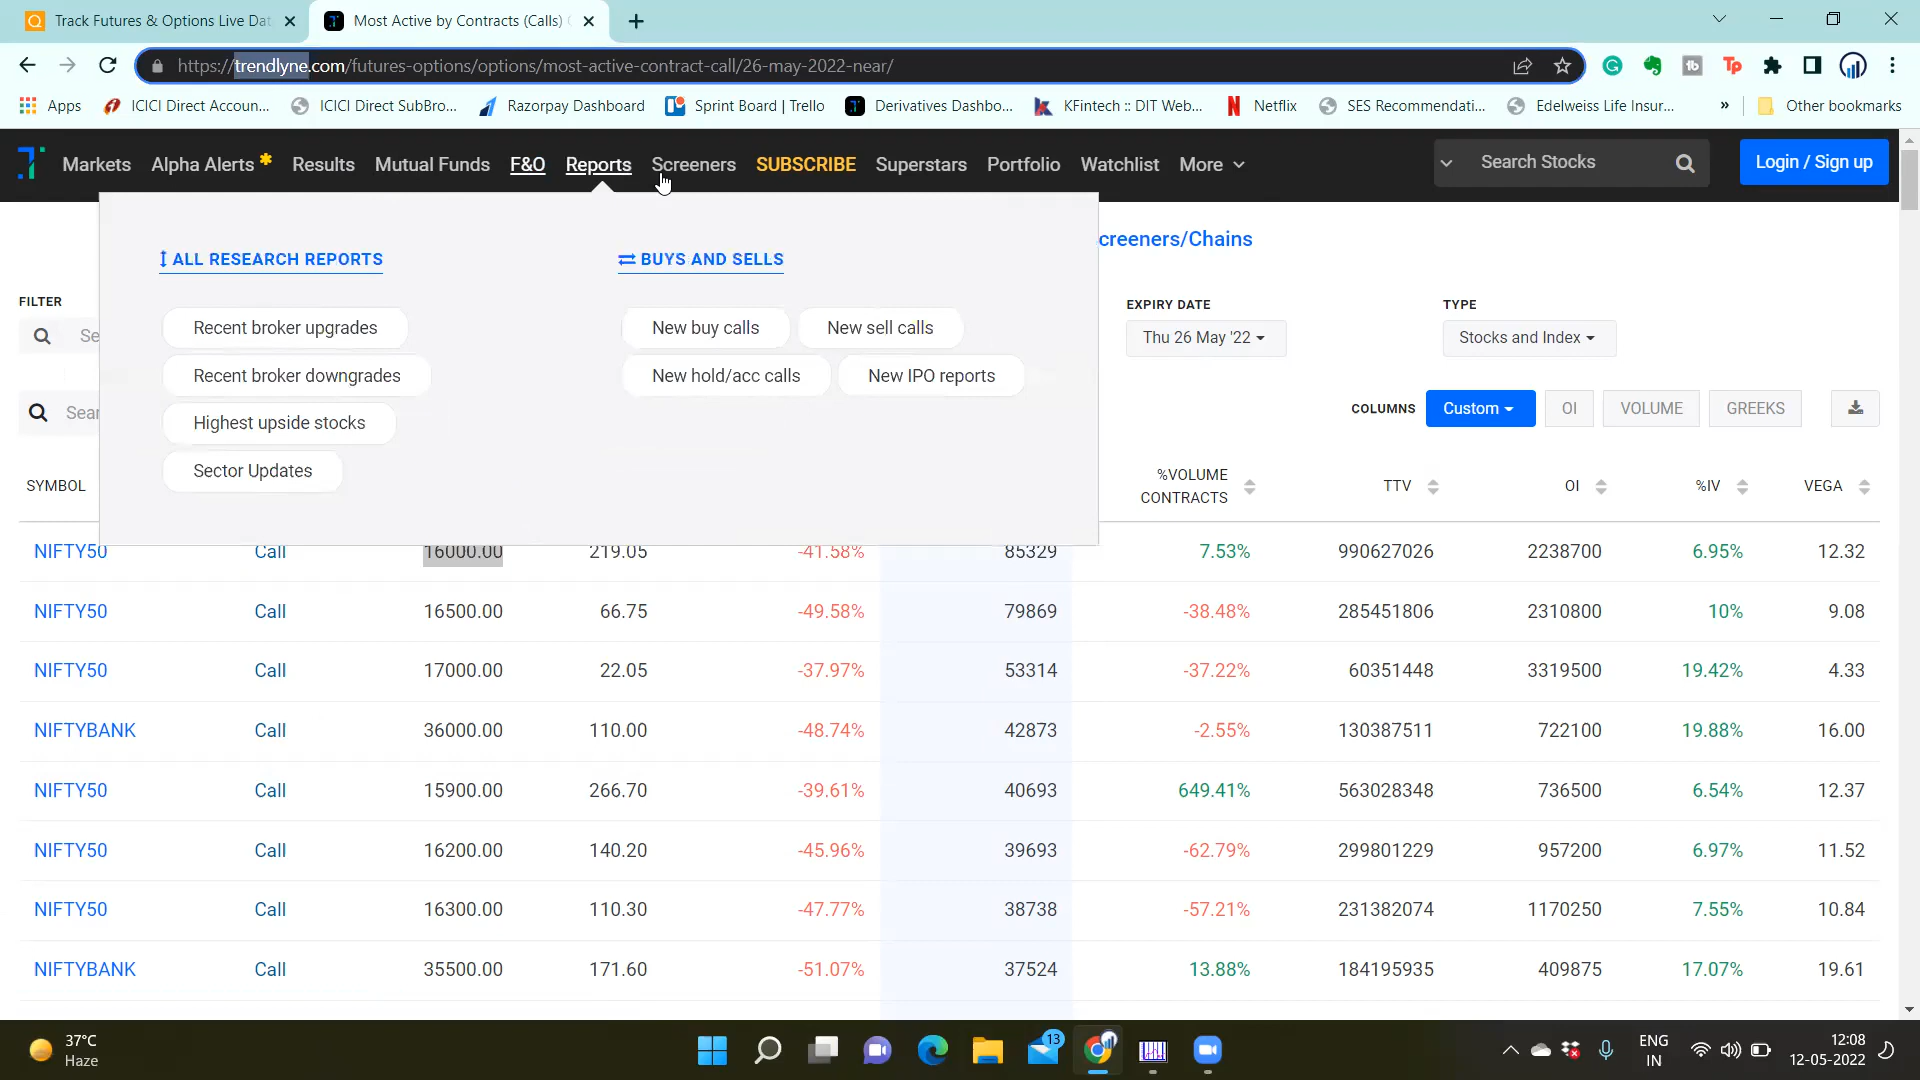 Track Futures & Options Live Dat
Most Active by Contracts (Calls)
https://trendlyne.com/futures-options/options/most-active-contract-call/26-may-2022-near/
Apps
ICICI Direct Accoun...
ICICI Direct SubBro...
Razorpay Dashboard
Sprint Board | Trello
Derivatives Dashbo...
KFintech :: DIT Web...
Netflix
SES Recommendati...
Edelweiss Life Insur...
»
Other bookmarks
Markets
Alpha Alerts
Results
Mutual Funds
F&O
Reports
Screeners
SUBSCRIBE
Superstars
Portfolio
Watchlist
More
Search Stocks
Login / Sign up
ALL RESEARCH REPORTS
BUYS AND SELLS
creeners/Chains
Recent broker upgrades
Recent broker downgrades
Highest upside stocks
Sector Updates
New buy calls
New sell calls
New hold/acc calls
New IPO reports
FILTER
Se
Sear
EXPIRY DATE
Thu 26 May '22
TYPE
Stocks and Index
COLUMNS
Custom
OI
VOLUME
GREEKS
SYMBOL
%VOLUME
CONTRACTS
TTV
OI
%IV
VEGA
NIFTY50 Call 16000.00 219.05 -41.58% 85329 7.53% 990627026 2238700 6.95% 12.32
NIFTY50 Call 16500.00 66.75 -49.58% 79869 -38.48% 285451806 2310800 10% 9.08
NIFTY50 Call 17000.00 22.05 -37.97% 53314 -37.22% 60351448 3319500 19.42% 4.33
NIFTYBANK Call 36000.00 110.00 -48.74% 42873 -2.55% 130387511 722100 19.88% 16.00
NIFTY50 Call 15900.00 266.70 -39.61% 40693 649.41% 563028348 736500 6.54% 12.37
NIFTY50 Call 16200.00 140.20 -45.96% 39693 -62.79% 299801229 957200 6.97% 11.52
NIFTY50 Call 16300.00 110.30 -47.77% 38738 -57.21% 231382074 1170250 7.55% 10.84
NIFTYBANK Call 35500.00 171.60 -51.07% 37524 13.88% 184195935 409875 17.07% 19.61
37°C
Haze
13
ENG
IN
12:08
12-05-2022